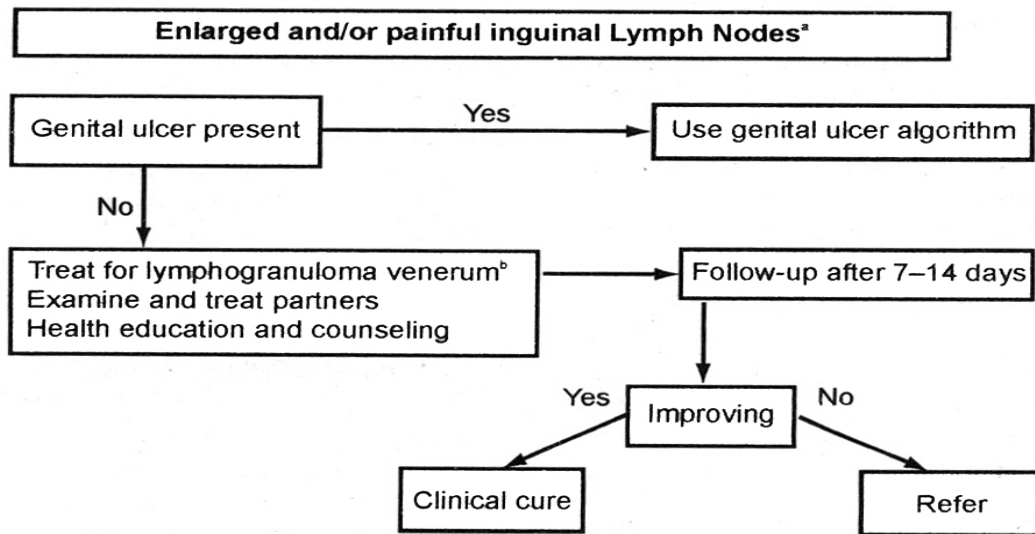 Enlarged and/or painful inguinal Lymph Nodesᵃ
Genital ulcer present
Yes
Use genital ulcer algorithm
No
Treat for lymphogranuloma venerumᵇ
Examine and treat partners
Health education and counseling
Follow-up after 7–14 days
Yes
Improving
No
Clinical cure
Refer